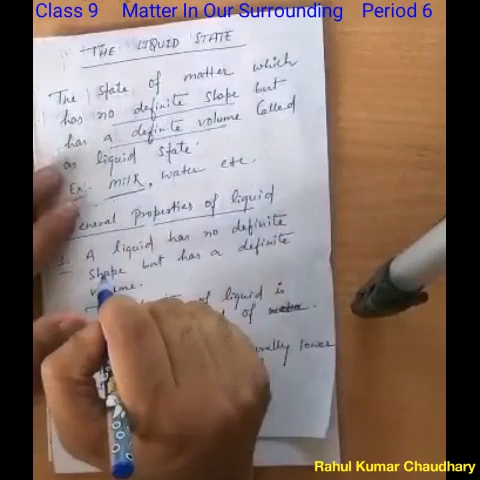 Class 9 Matter In Our Surrounding Period 6
THE LIQUID STATE
The state of matter which
has no definite shape but
has a definite volume Called
as liquid state.
Ex:- Milk, water etc.
General Properties of liquid
1. A liquid has no definite
shape but has a definite
volume.
of liquid is
of
lower
Rahul Kumar Chaudhary